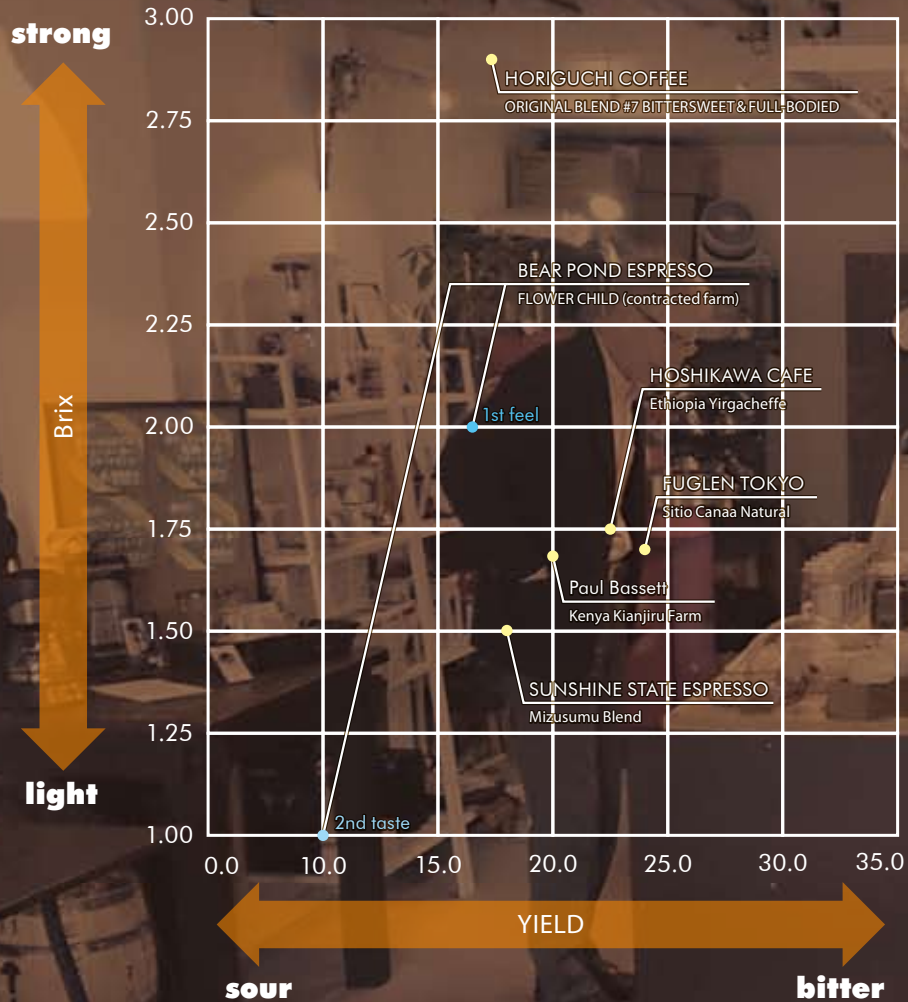 strong
3.00
HORIGUCHI COFFEE
ORIGINAL BLEND #7 BITTERSWEET & FULL-BODIED
2.75
2.50
BEAR POND ESPRESSO
FLOWER CHILD (contracted farm)
2.25
HOSHIKAWA CAFE
Ethiopia Yirgacheffe
Brix
2.00
1st feel
FUGLEN TOKYO
Sitio Canaa Natural
1.75
Paul Bassett
Kenya Kianjiru Farm
1.50
SUNSHINE STATE ESPRESSO
Mizusumu Blend
1.25
light
1.00
2nd taste
0.0 10.0 15.0 20.0 25.0 30.0 35.0
YIELD
sour
bitter